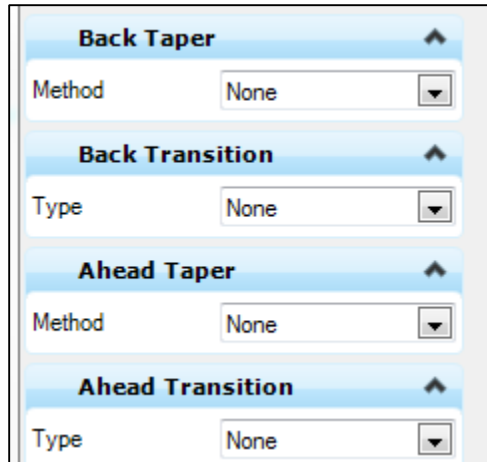 Back Taper
Method None
Back Transition
Type None
Ahead Taper
Method None
Ahead Transition
Type None